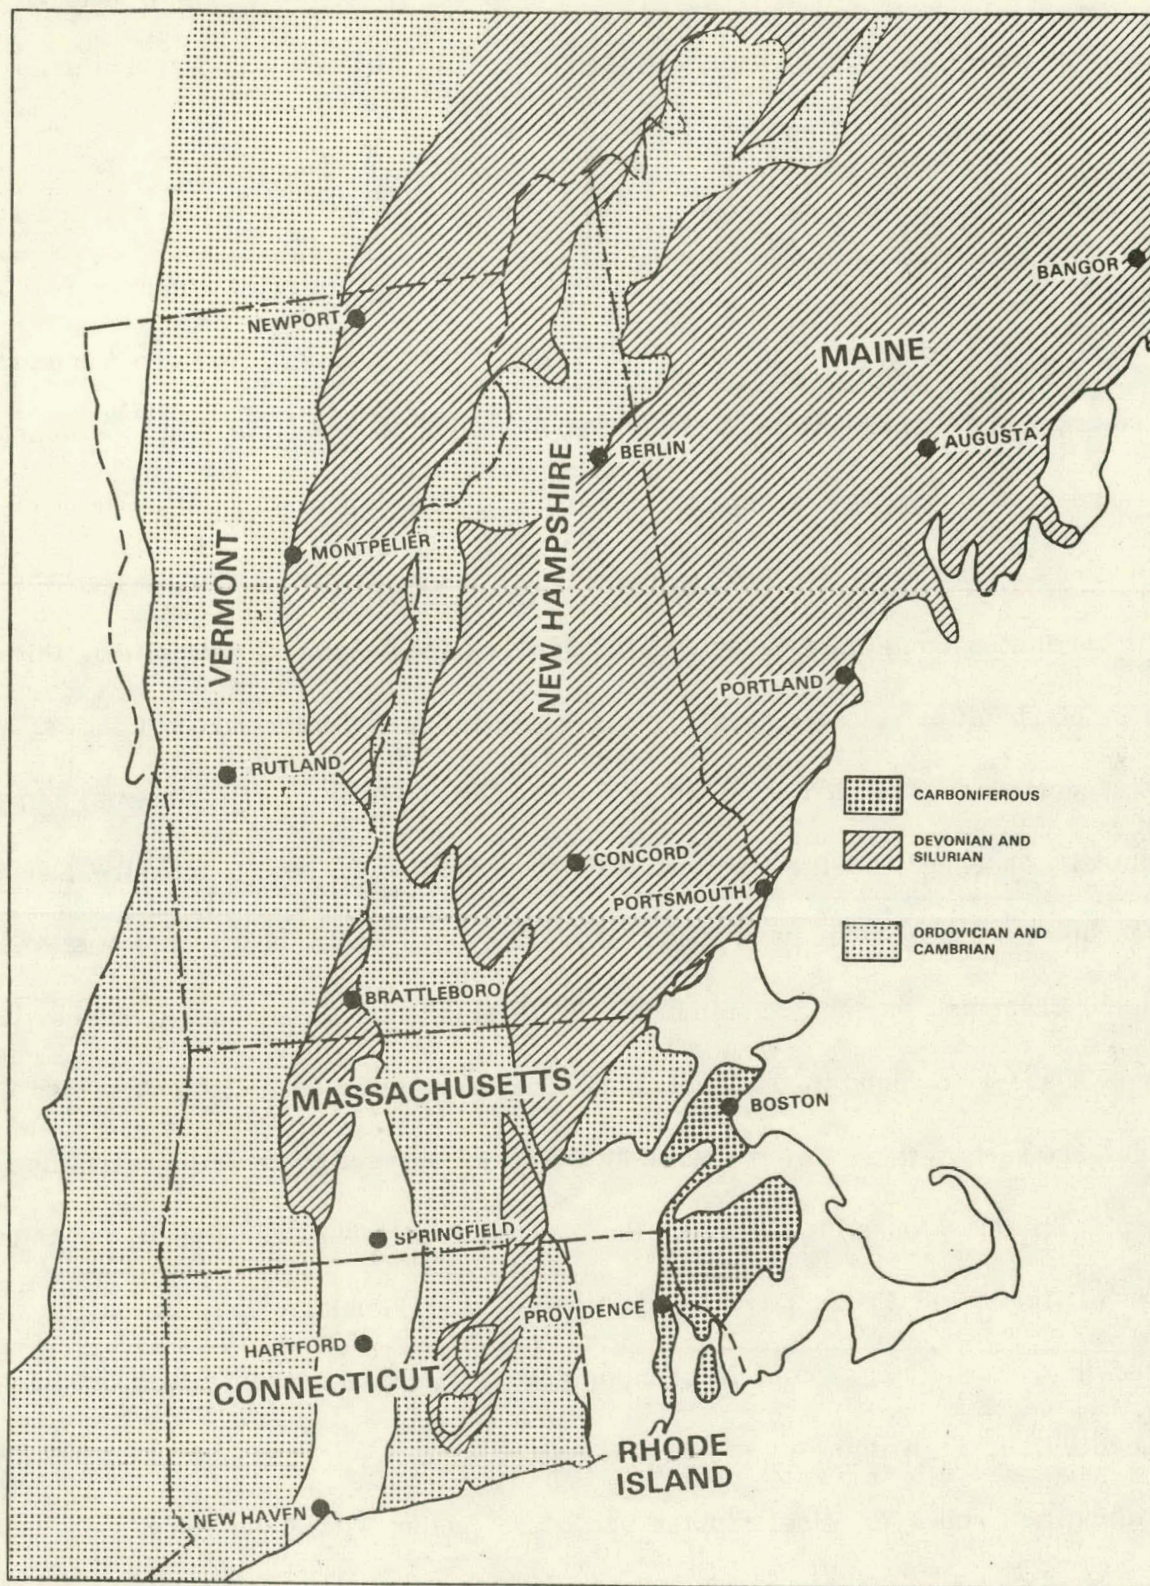 BANGOR
NEWPORT
MAINE
AUGUSTA
BERLIN
NEW HAMPSHIRE
MONTPELIER
VERMONT
PORTLAND
RUTLAND
CARBONIFEROUS
DEVONIAN AND
SILURIAN
CONCORD
PORTSMOUTH
ORDOVICIAN AND
CAMBRIAN
BRATTLEBORO
MASSACHUSETTS
BOSTON
SPRINGFIELD
PROVIDENCE
HARTFORD
CONNECTICUT
RHODE
ISLAND
NEW HAVEN